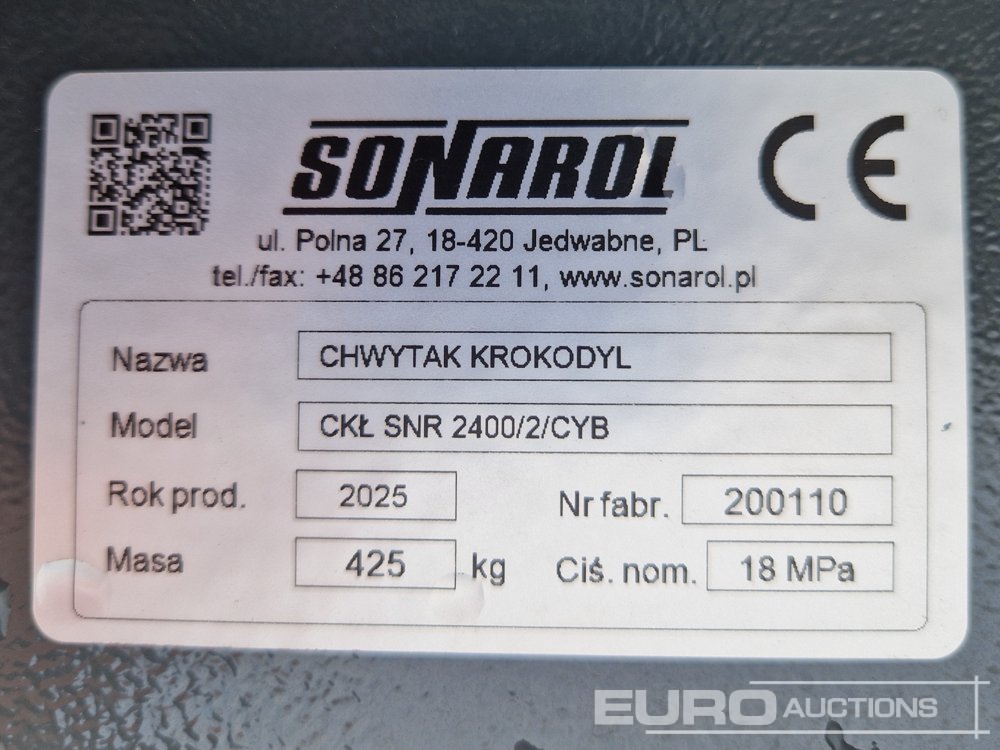 SONAROL
CE
ul. Polna 27, 18-420 Jedwabne, PL
tel./fax: +48 86 217 22 11, www.sonarol.pl
Nazwa CHWYTAK KROKODYL
Model CKŁ SNR 2400/2/CYB
Rok prod. 2025 Nr fabr. 200110
Masa 425 kg Ciś. nom. 18 MPa
EURO AUCTIONS